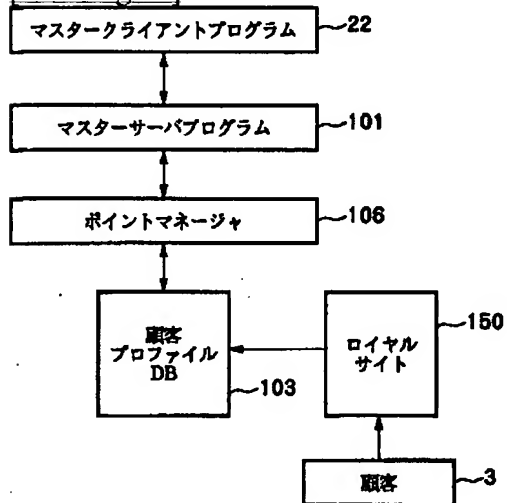 マスタークライアントプログラム 22
マスターサーバプログラム 101
ポイントマネージャ 106
顧客
プロファイル
DB
103
ロイヤル
サイト
150
顧客 3